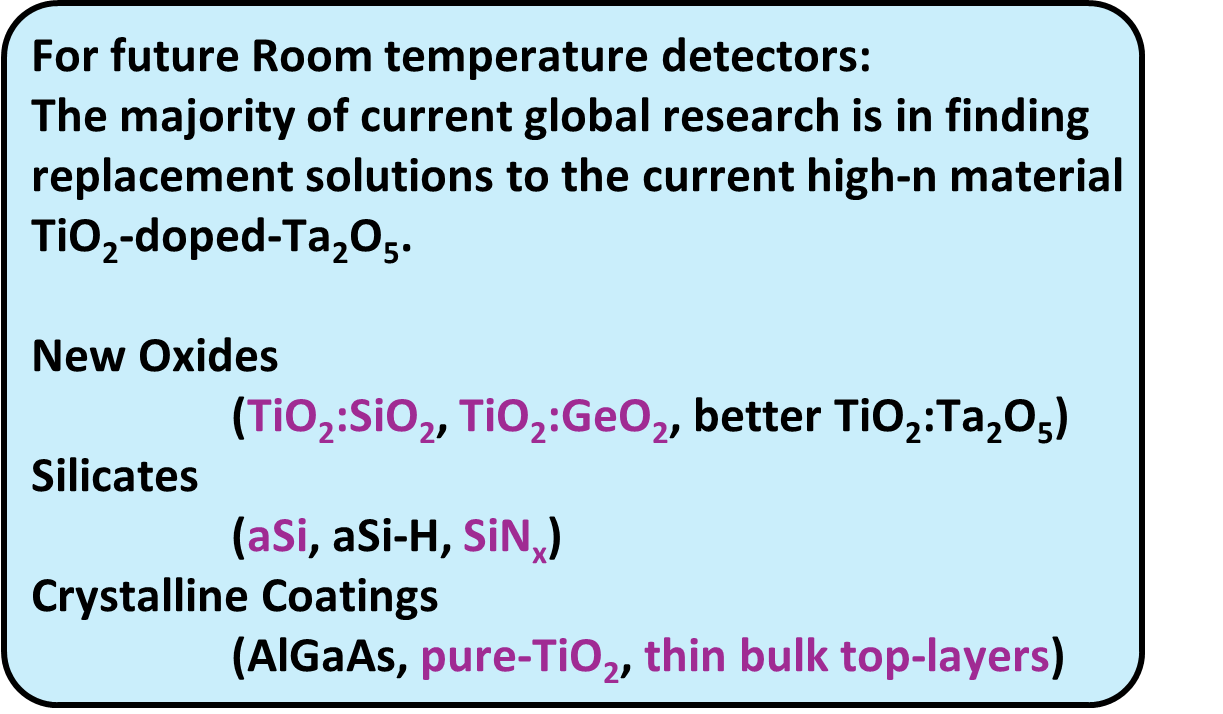 For future Room temperature detectors:
The majority of current global research is in finding
replacement solutions to the current high-n material
TiO₂-doped-Ta₂O₅.
New Oxides
(TiO₂:SiO₂, TiO₂:GeO₂, better TiO₂:Ta₂O₅)
Silicates
(aSi, aSi-H, SiNₓ)
Crystalline Coatings
(AlGaAs, pure-TiO₂, thin bulk top-layers)